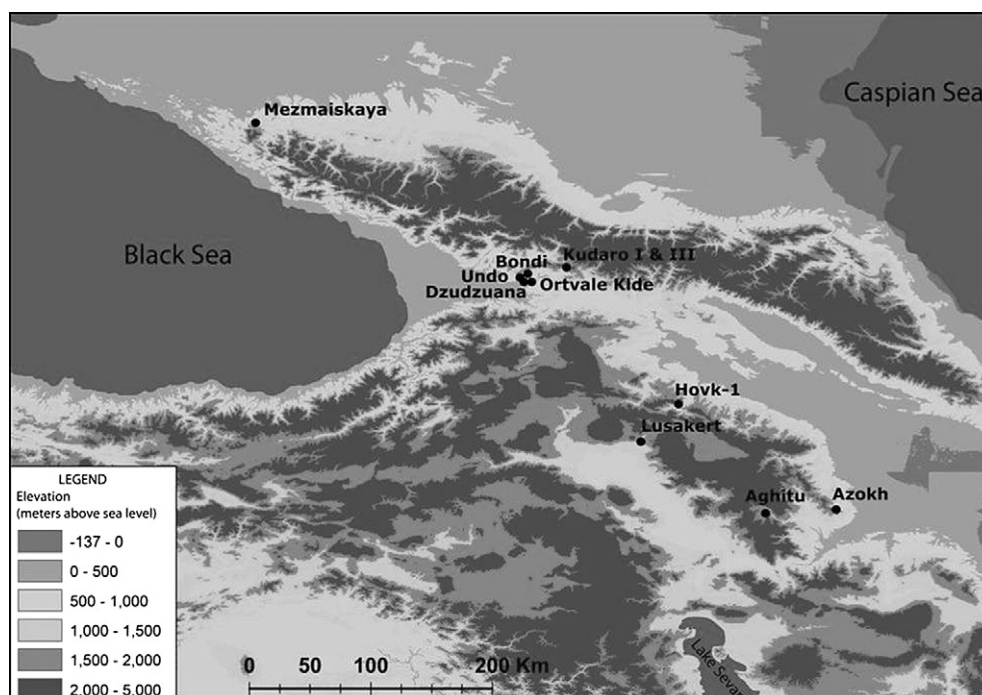 Mezmaiskaya
Caspian Sea
Black Sea
Bondi
Kudaro I & III
Undo
Ortvale Klde
Dzudzuana
Hovk-1
Lusakert
Aghitu
Azokh
LEGEND
Elevation
(meters above sea level)
-137 - 0
0 - 500
500 - 1,000
1,000 - 1,500
1,500 - 2,000
2,000 - 5,000
0 50 100 200 Km
Lake Sevan